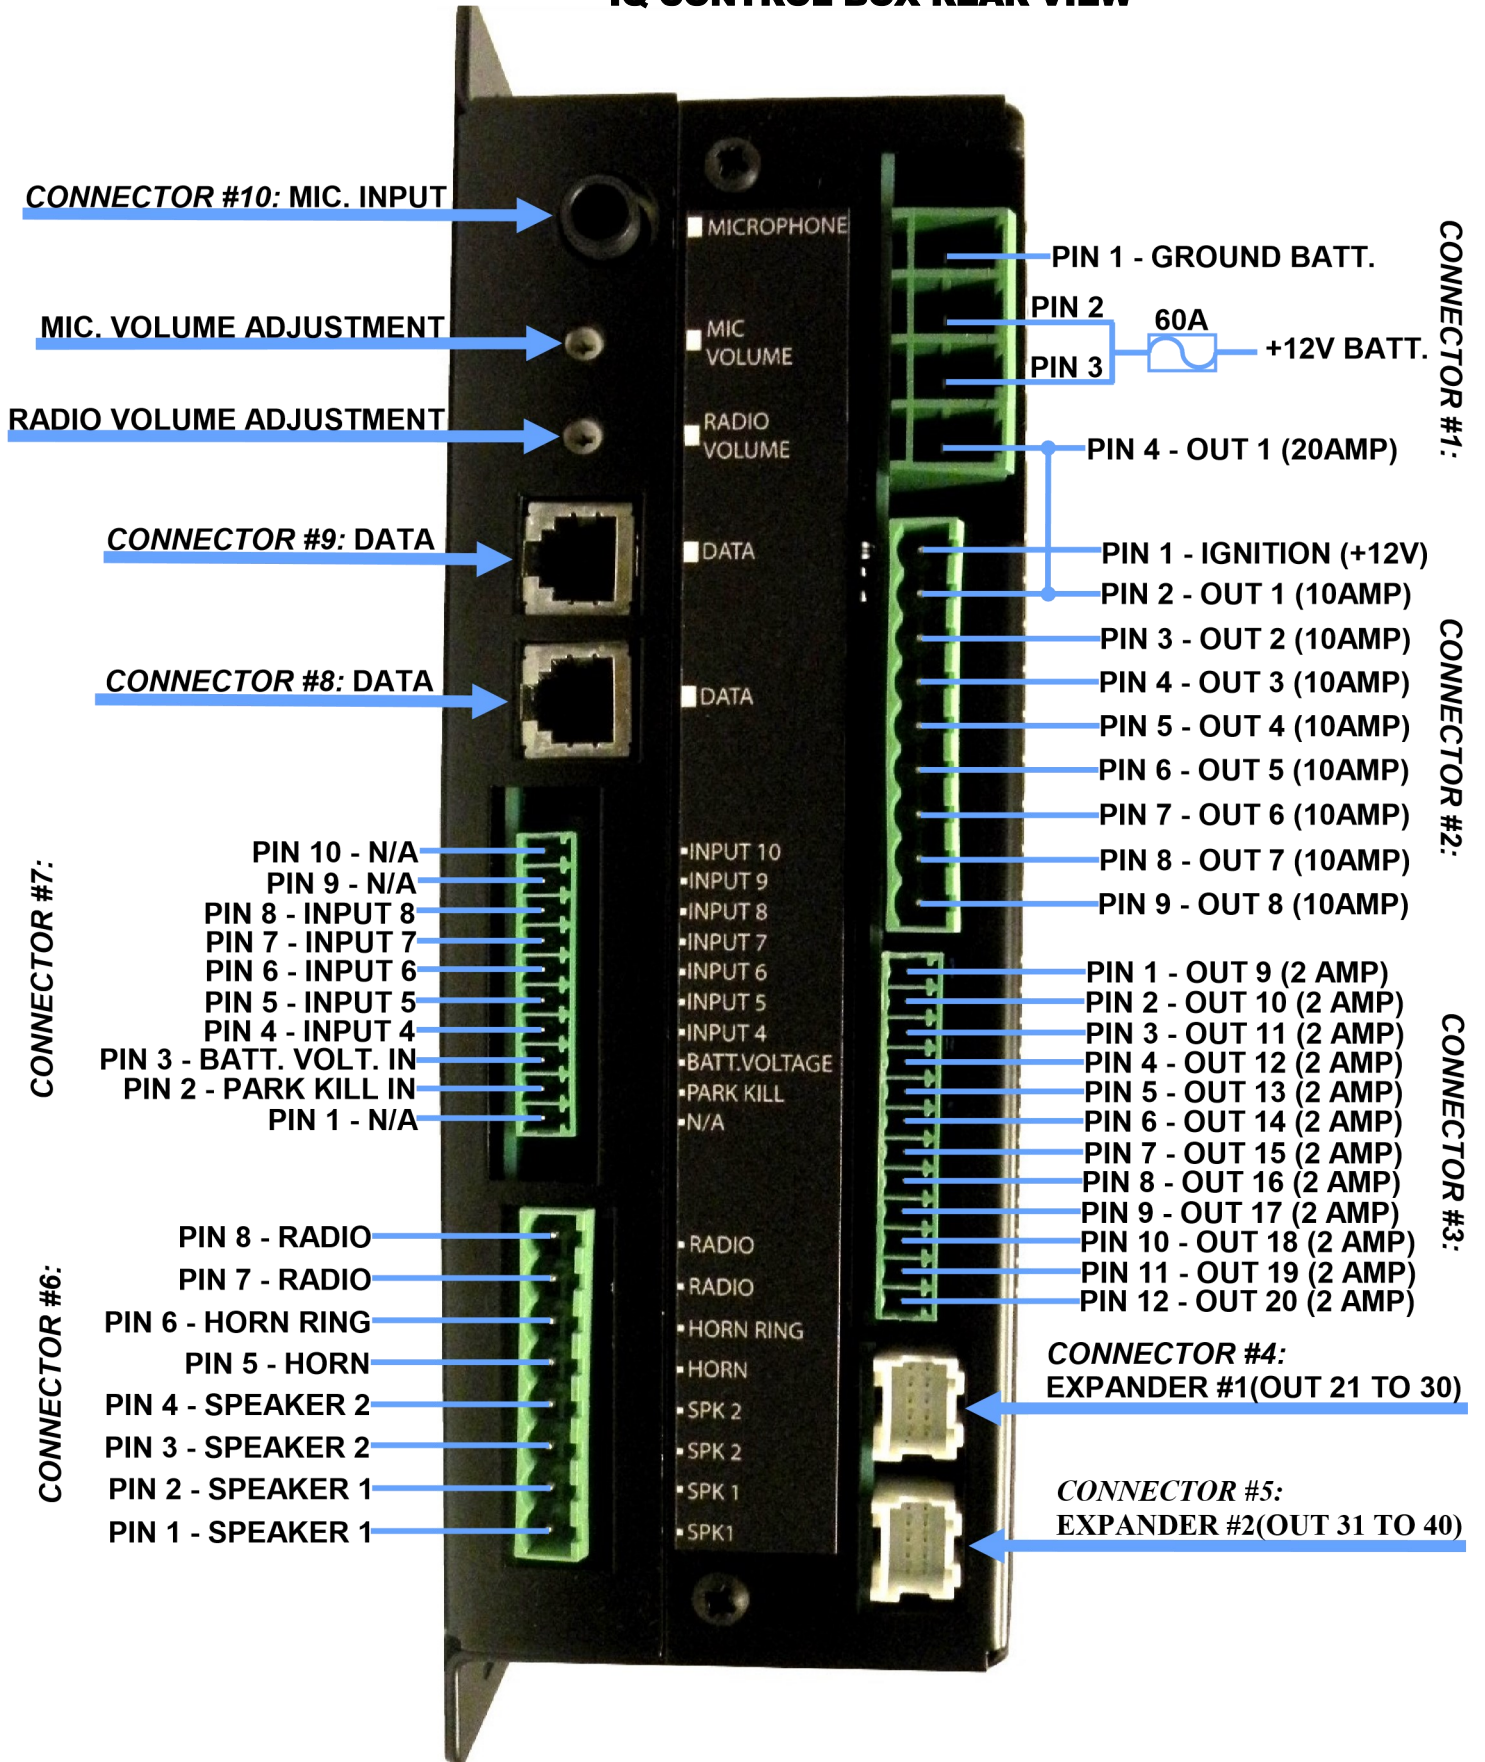 IQ CONTROL BOX REAR VIEW
CONNECTOR #10: MIC. INPUT
MIC. VOLUME ADJUSTMENT
RADIO VOLUME ADJUSTMENT
CONNECTOR #9: DATA
CONNECTOR #8: DATA
CONNECTOR #7:
PIN 10 - N/A
PIN 9 - N/A
PIN 8 - INPUT 8
PIN 7 - INPUT 7
PIN 6 - INPUT 6
PIN 5 - INPUT 5
PIN 4 - INPUT 4
PIN 3 - BATT. VOLT. IN
PIN 2 - PARK KILL IN
PIN 1 - N/A
CONNECTOR #6:
PIN 8 - RADIO
PIN 7 - RADIO
PIN 6 - HORN RING
PIN 5 - HORN
PIN 4 - SPEAKER 2
PIN 3 - SPEAKER 2
PIN 2 - SPEAKER 1
PIN 1 - SPEAKER 1
MICROPHONE
MIC
VOLUME
RADIO
VOLUME
DATA
DATA
INPUT 10
INPUT 9
INPUT 8
INPUT 7
INPUT 6
INPUT 5
INPUT 4
BATT.VOLTAGE
PARK KILL
N/A
RADIO
RADIO
HORN RING
HORN
SPK 2
SPK 2
SPK 1
SPK1
CONNECTOR #1:
PIN 1 - GROUND BATT.
PIN 2
60A
+12V BATT.
PIN 3
PIN 4 - OUT 1 (20AMP)
CONNECTOR #2:
PIN 1 - IGNITION (+12V)
PIN 2 - OUT 1 (10AMP)
PIN 3 - OUT 2 (10AMP)
PIN 4 - OUT 3 (10AMP)
PIN 5 - OUT 4 (10AMP)
PIN 6 - OUT 5 (10AMP)
PIN 7 - OUT 6 (10AMP)
PIN 8 - OUT 7 (10AMP)
PIN 9 - OUT 8 (10AMP)
CONNECTOR #3:
PIN 1 - OUT 9 (2 AMP)
PIN 2 - OUT 10 (2 AMP)
PIN 3 - OUT 11 (2 AMP)
PIN 4 - OUT 12 (2 AMP)
PIN 5 - OUT 13 (2 AMP)
PIN 6 - OUT 14 (2 AMP)
PIN 7 - OUT 15 (2 AMP)
PIN 8 - OUT 16 (2 AMP)
PIN 9 - OUT 17 (2 AMP)
PIN 10 - OUT 18 (2 AMP)
PIN 11 - OUT 19 (2 AMP)
PIN 12 - OUT 20 (2 AMP)
CONNECTOR #4:
EXPANDER #1(OUT 21 TO 30)
CONNECTOR #5:
EXPANDER #2(OUT 31 TO 40)